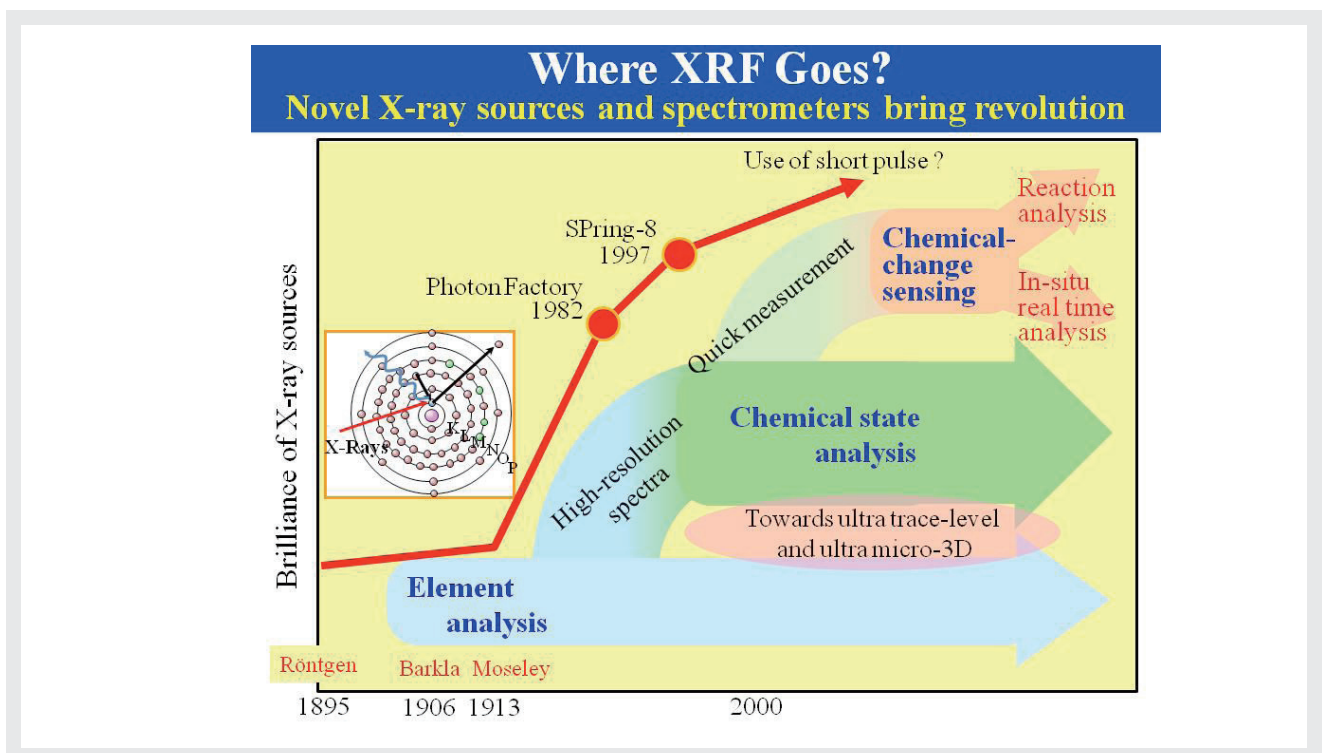 Where XRF Goes?
Novel X-ray sources and spectrometers bring revolution
Brilliance of X-ray sources
Use of short pulse ?
SPring-8
1997
Photon Factory
1982
X-Rays
K
L
M
N
O
P
High-resolution
spectra
Quick measurement
Chemical-
change
sensing
Reaction
analysis
In-situ
real time
analysis
Chemical state
analysis
Towards ultra trace-level
and ultra micro-3D
Element
analysis
Röntgen
Barkla
Moseley
1895
1906
1913
2000